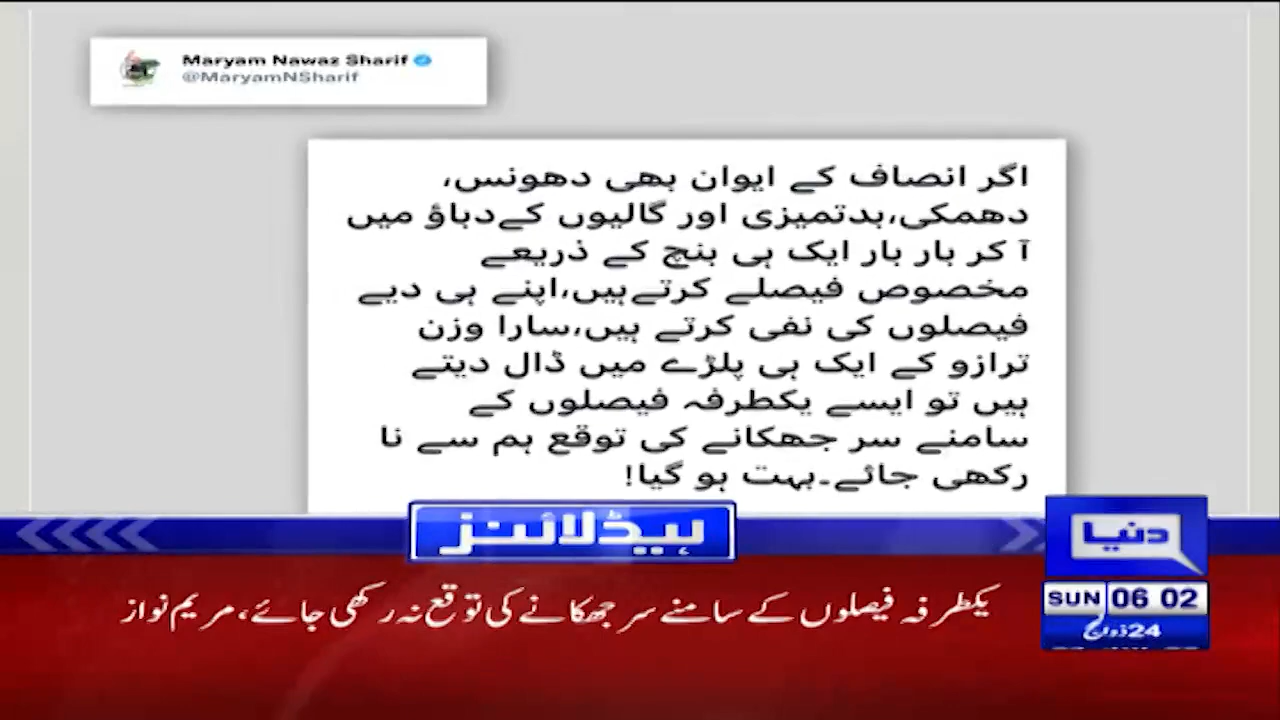 Maryam Nawaz Sharif
@MaryamNSharif
اگر انصاف کے ایوان بھی دھونس،
دھمکی،بدتمیزی اور گالیوں کےدباؤ میں
آ کر بار بار ایک ہی بنچ کے ذریعے
مخصوص فیصلے کرتےہیں،اپنے ہی دیے
فیصلوں کی نفی کرتے ہیں،سارا وزن
ترازو کے ایک ہی پلڑے میں ڈال دیتے
ہیں تو ایسے یکطرفہ فیصلوں کے
سامنے سر جھکانے کی توقع ہم سے نا
رکھی جائے۔بہت ہو گیا!
ہیڈلائنز
دنیا
یکطرفہ فیصلوں کے سامنے سر جھکانے کی توقع نہ رکھی جائے، مریم نواز
SUN 06 02
24 ذوالحج